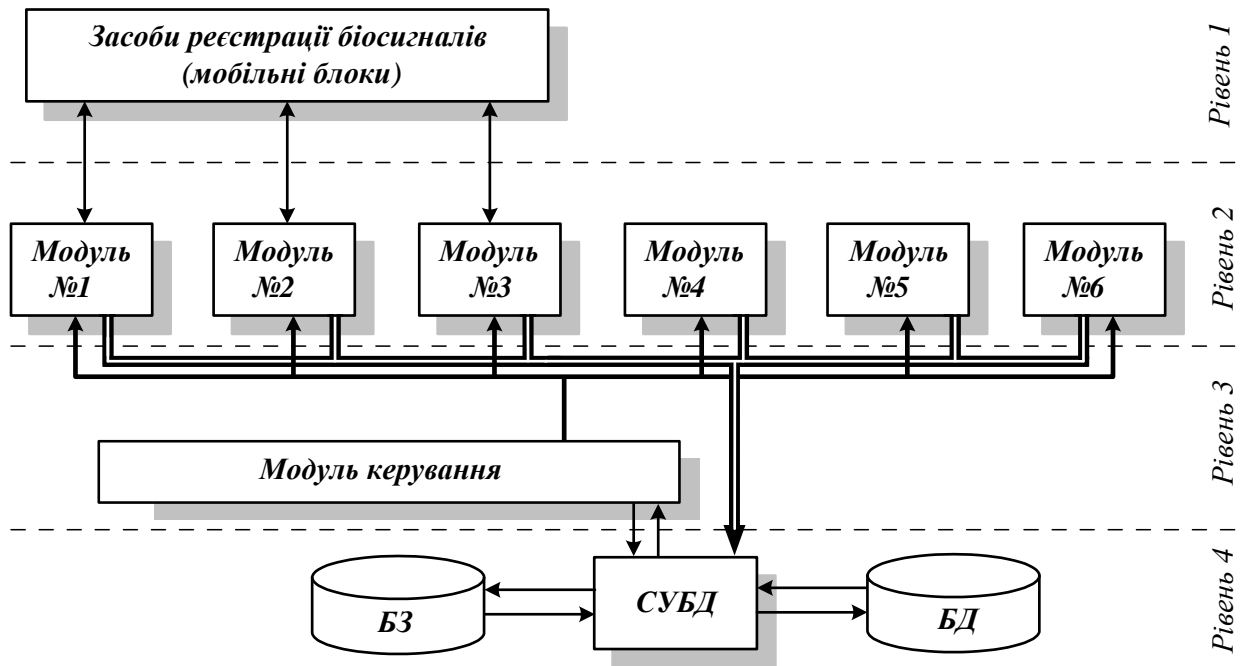 Засоби реєстрації біосигналів
(мобільні блоки)
Рівень 1
Модуль
№1
Модуль
№2
Модуль
№3
Модуль
№4
Модуль
№5
Модуль
№6
Рівень 2
Модуль керування
Рівень 3
БЗ
СУБД
БД
Рівень 4